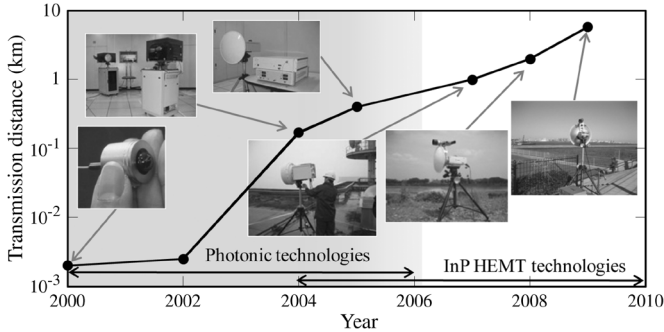 Transmission distance (km)
10
1
10-1
10-2
10-3
Photonic technologies
InP HEMT technologies
2000 2002 2004 2006 2008 2010
Year